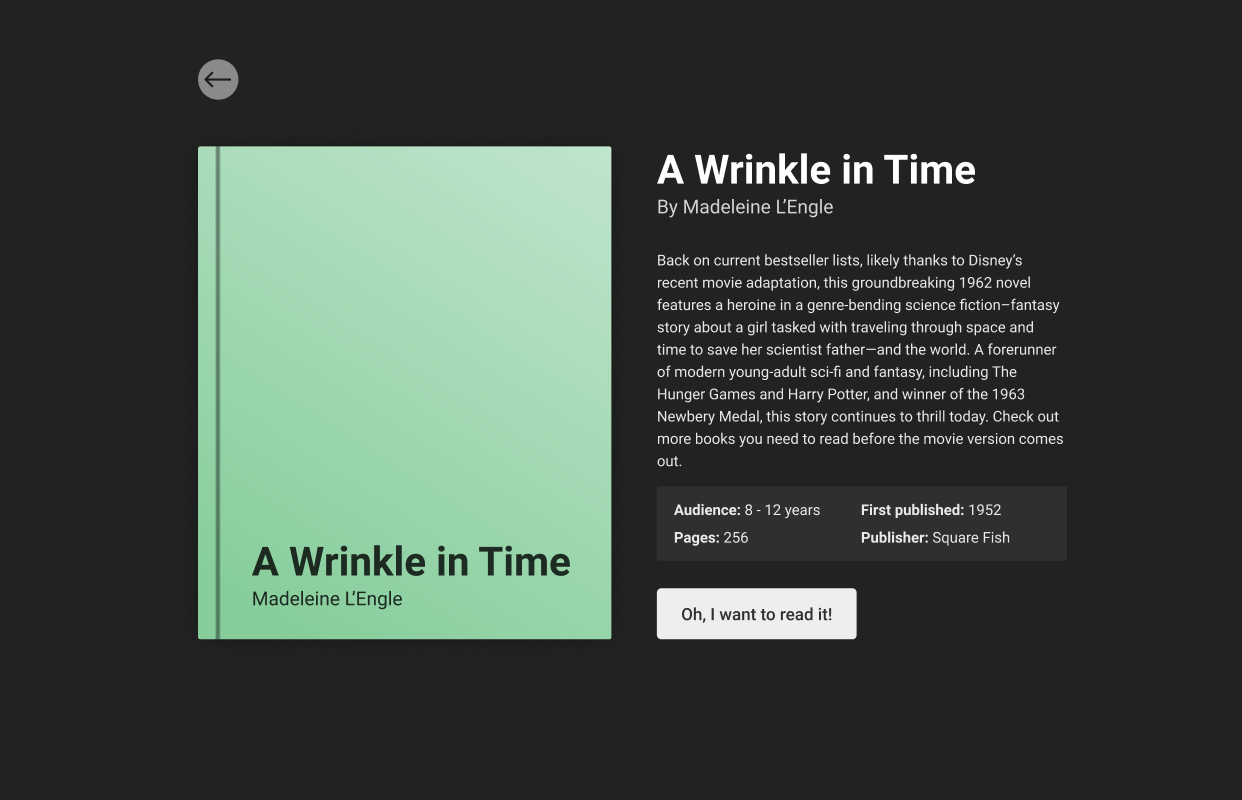 A Wrinkle in Time
Madeleine L’Engle
A Wrinkle in Time
By Madeleine L’Engle
Back on current bestseller lists, likely thanks to Disney’s
recent movie adaptation, this groundbreaking 1962 novel
features a heroine in a genre-bending science fiction–fantasy
story about a girl tasked with traveling through space and
time to save her scientist father—and the world. A forerunner
of modern young-adult sci-fi and fantasy, including The
Hunger Games and Harry Potter, and winner of the 1963
Newbery Medal, this story continues to thrill today. Check out
more books you need to read before the movie version comes
out.
Audience: 8 - 12 years
First published: 1952
Pages: 256
Publisher: Square Fish
Oh, I want to read it!